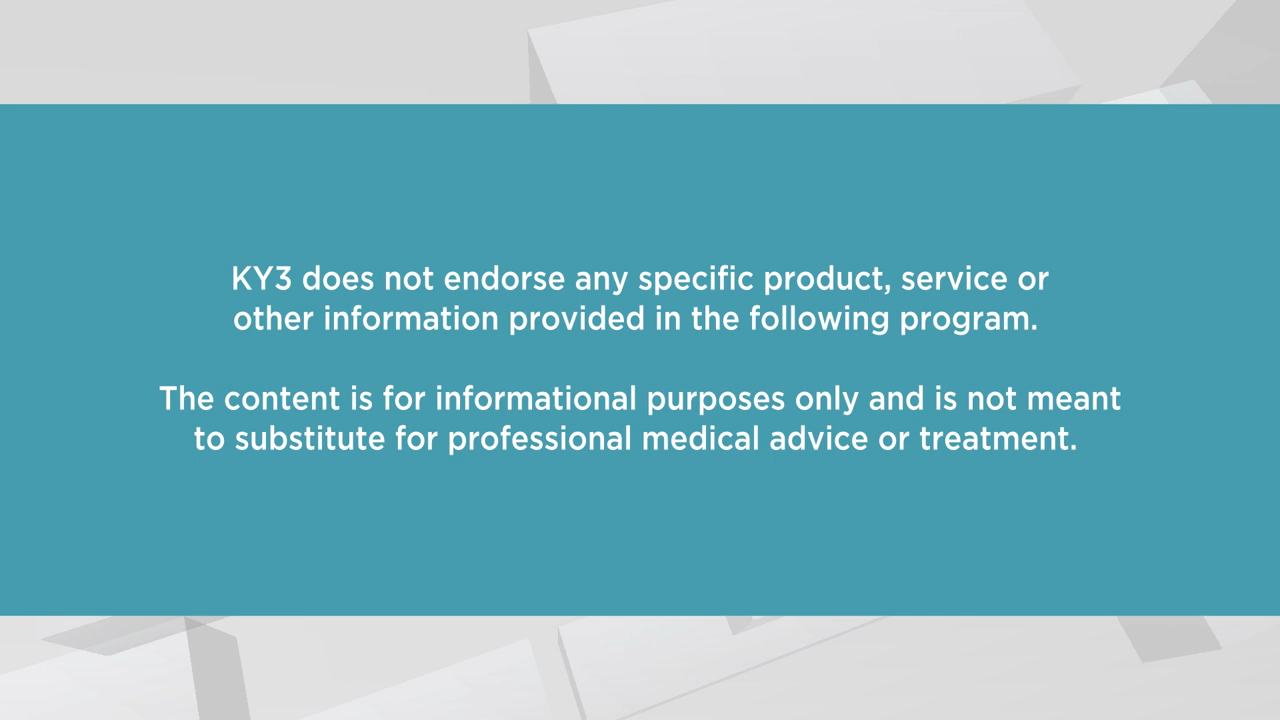 KY3 does not endorse any specific product, service or
other information provided in the following program.
The content is for informational purposes only and is not meant
to substitute for professional medical advice or treatment.